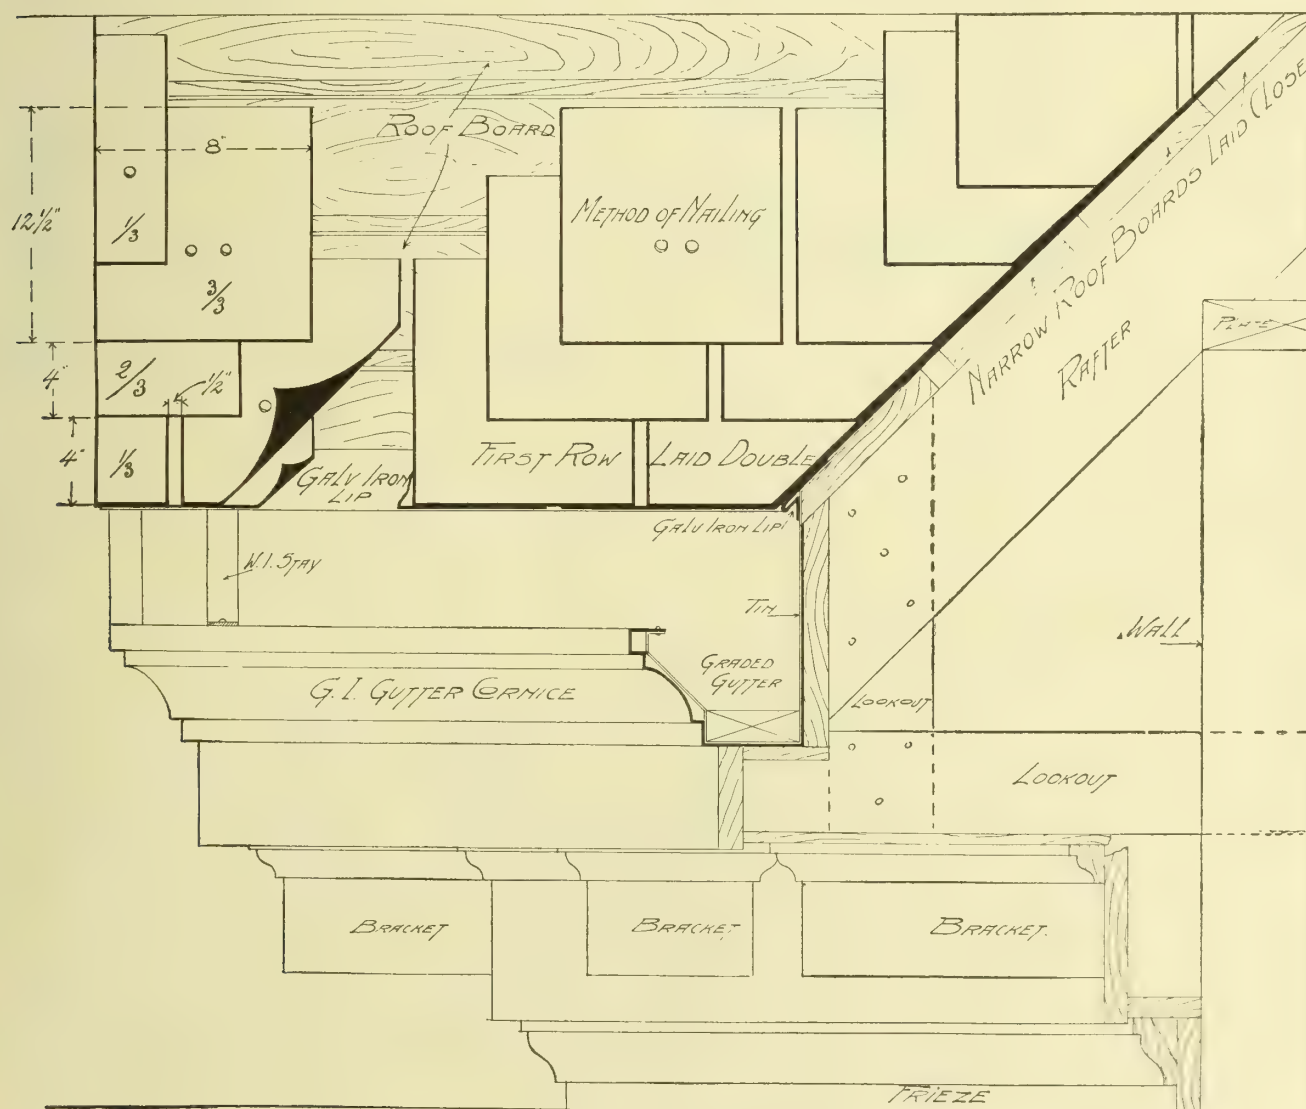 ROOF BOARD
8"
12 1/2"
1/3
METHOD OF NAILING
3/3
NARROW ROOF BOARDS LAID CLOSE
RAFTER
PLATE
4"
2/3
1/2"
4"
1/3
FIRST ROW
LAID DOUBLE
GALV IRON
LIP
GALV IRON LIP
W.I. STAY
TIN
WALL
GRADED
GUTTER
G.I. GUTTER CORNICE
LOOKOUT
LOOKOUT
BRACKET
BRACKET
BRACKET.
FRIEZE